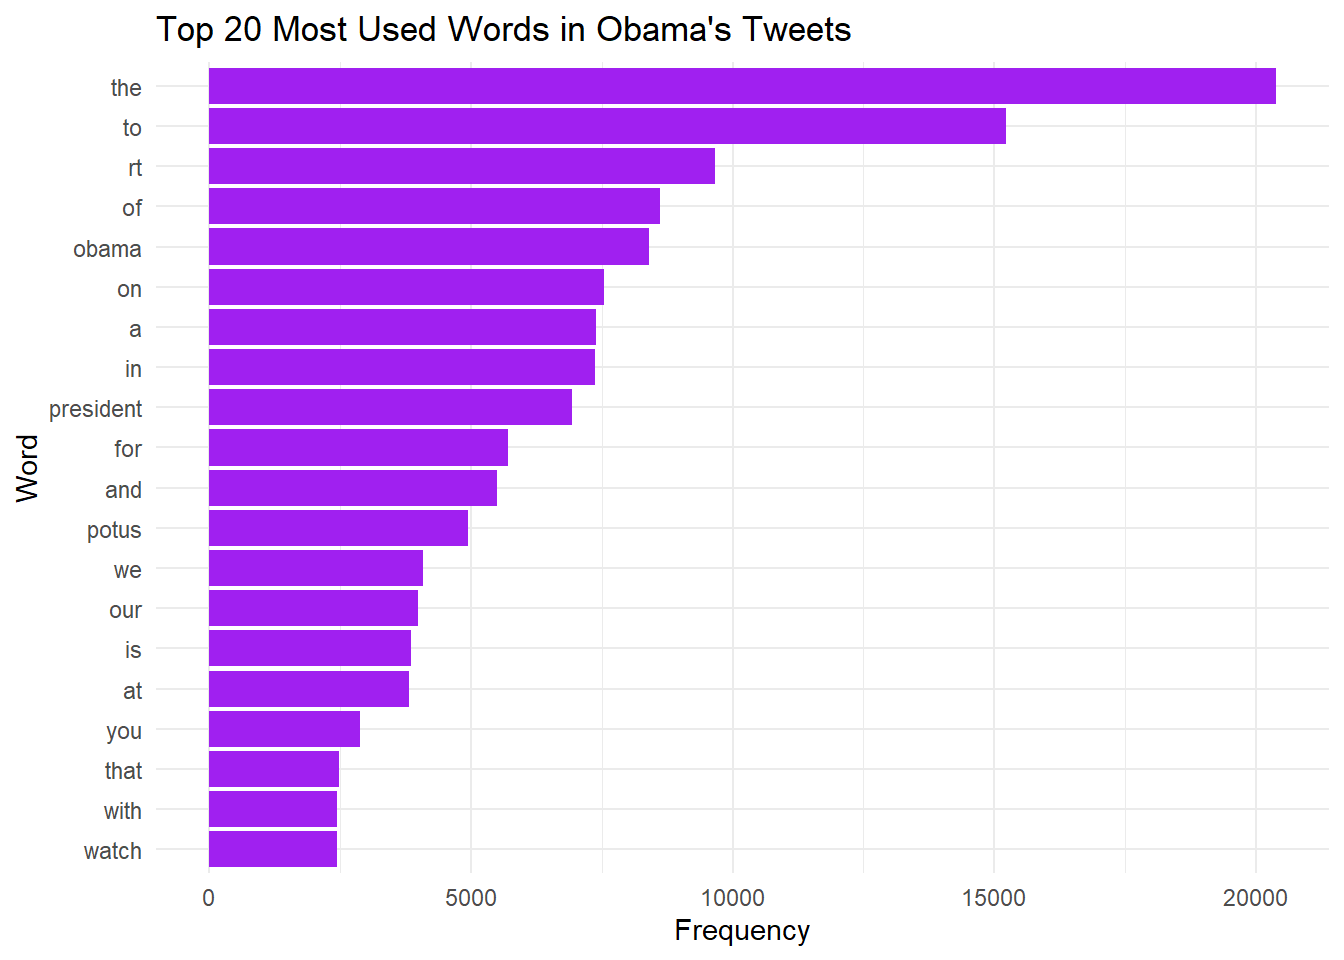 Top 20 Most Used Words in Obama's Tweets
the
to
rt
of
obama
on
a
in
president
for
and
potus
we
our
is
at
you
that
with
watch
Word
0 5000 10000 15000 20000
Frequency